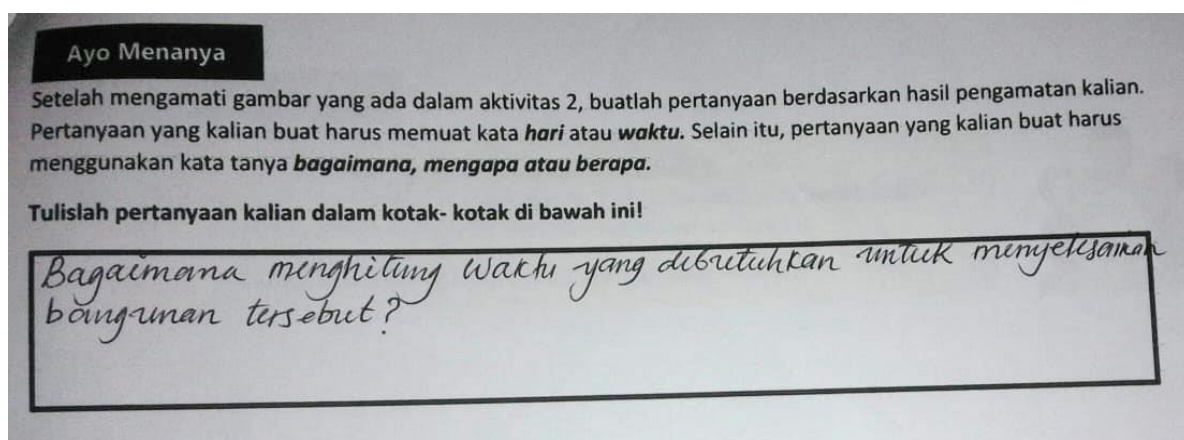 Ayo Menanya
Setelah mengamati gambar yang ada dalam aktivitas 2, buatlah pertanyaan berdasarkan hasil pengamatan kalian.
Pertanyaan yang kalian buat harus memuat kata hari atau waktu. Selain itu, pertanyaan yang kalian buat harus
menggunakan kata tanya bagaimana, mengapa atau berapa.
Tulislah pertanyaan kalian dalam kotak- kotak di bawah ini!
Bagaimana menghitung waktu yang dibutuhkan untuk menyelesaikan
bangunan tersebut?